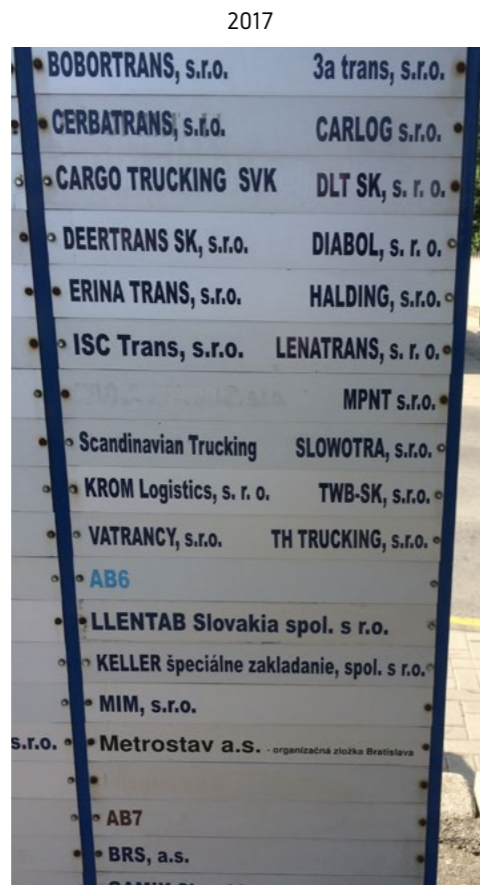 2017
BOBORTRANS, s.r.o. 3a trans, s.r.o.
CERBATRANS, s.r.o. CARLOG s.r.o.
CARGO TRUCKING SVK DLT SK, s. r. o.
DEERTRANS SK, s.r.o. DIABOL, s. r. o.
ERINA TRANS, s.r.o. HALDING, s.r.o.
ISC Trans, s.r.o. LENATRANS, s. r. o.
MPNT s.r.o.
Scandinavian Trucking SLOWOTRA, s.r.o.
KROM Logistics, s. r. o. TWB-SK, s.r.o.
VATRANCY, s.r.o. TH TRUCKING, s.r.o.
AB6
LLENTAB Slovakia spol. s r.o.
KELLER špeciálne zakladanie, spol. s r.o.
MIM, s.r.o.
s.r.o. Metrostav a.s. - organizačná zložka Bratislava
AB7
BRS, a.s.